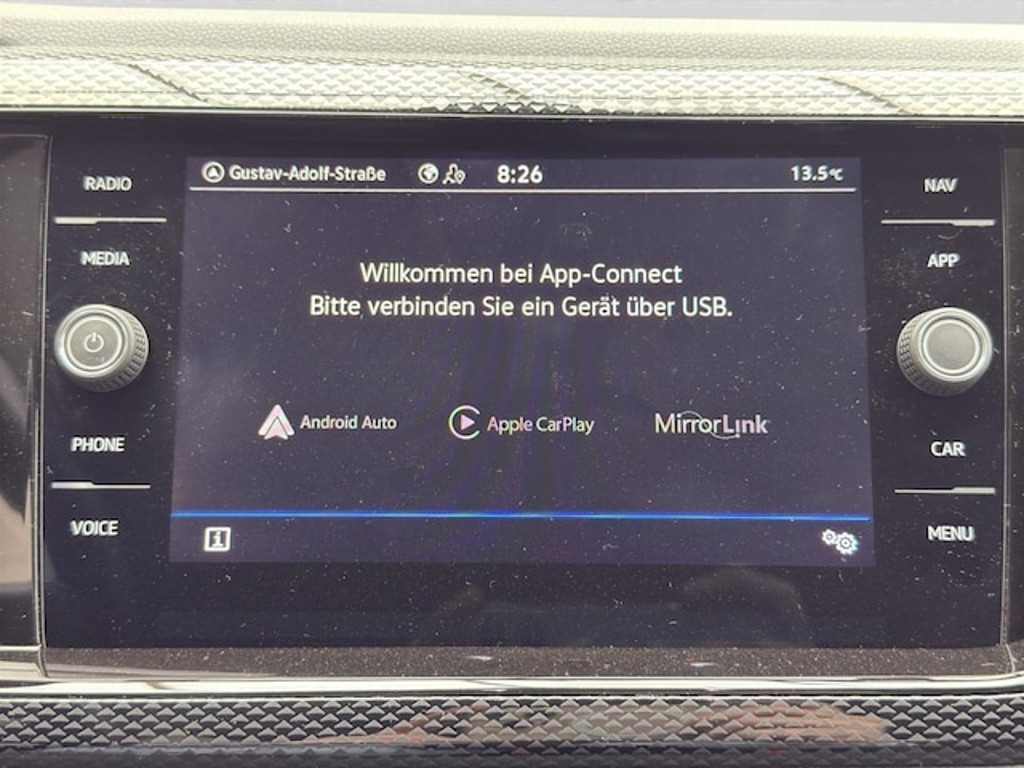 RADIO
MEDIA
PHONE
VOICE
Gustav-Adolf-Straße 8:26 13.5°C
Willkommen bei App-Connect
Bitte verbinden Sie ein Gerät über USB.
Android Auto Apple CarPlay MirrorLink
i
NAV
APP
CAR
MENU